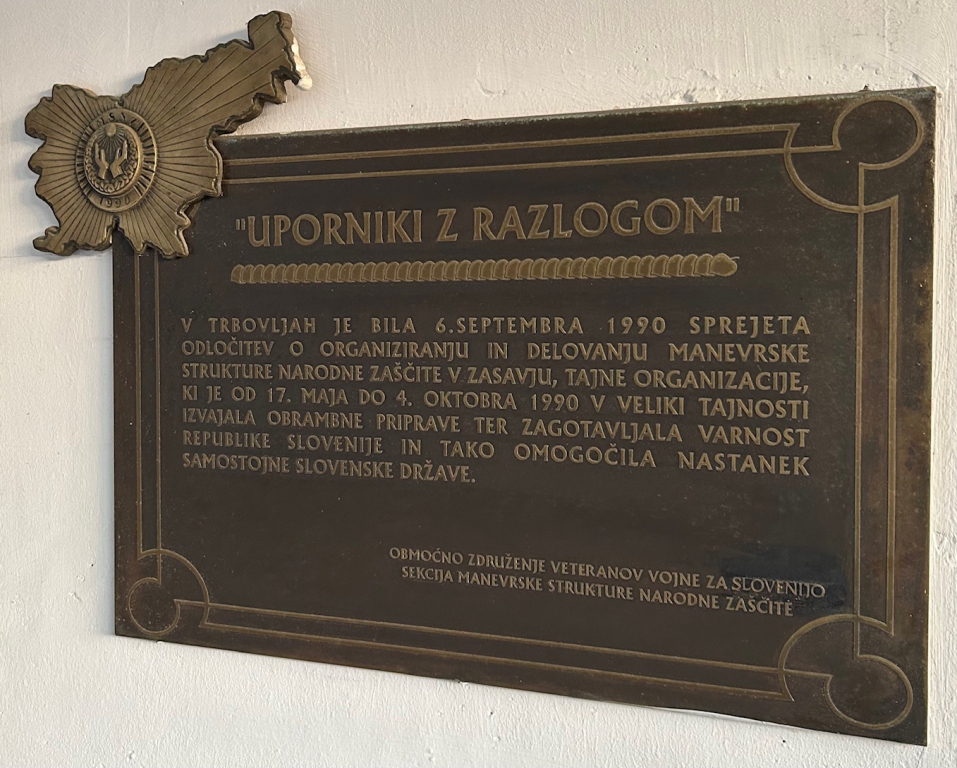 1990
"UPORNIKI Z RAZLOGOM"
V TRBOVLJAH JE BILA 6.SEPTEMBRA 1990 SPREJETA
ODLOČITEV O ORGANIZIRANJU IN DELOVANJU MANEVRSKE
STRUKTURE NARODNE ZAŠČITE V ZASAVJU, TAJNE ORGANIZACIJE,
KI JE OD 17. MAJA DO 4. OKTOBRA 1990 V VELIKI TAJNOSTI
IZVAJALA OBRAMBNE PRIPRAVE TER ZAGOTAVLJALA VARNOST
REPUBLIKE SLOVENIJE IN TAKO OMOGOČILA NASTANEK
SAMOSTOJNE SLOVENSKE DRŽAVE.
OBMOČNO ZDRUŽENJE VETERANOV VOJNE ZA SLOVENIJO
SEKCIJA MANEVRSKE STRUKTURE NARODNE ZAŠČITE